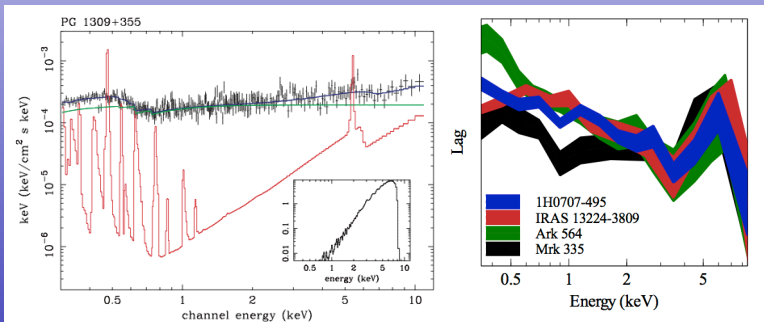 PG 1309+355
keV (keV/cm² s keV)
10⁻³
10⁻⁴
10⁻⁵
10⁻⁶
0.5 1 2 5 10
channel energy (keV)
1
0.1
0.01
0.5 1 2 5 10
energy (keV)
Lag
1H0707-495
IRAS 13224-3809
Ark 564
Mrk 335
0.5 1 2 5
Energy (keV)